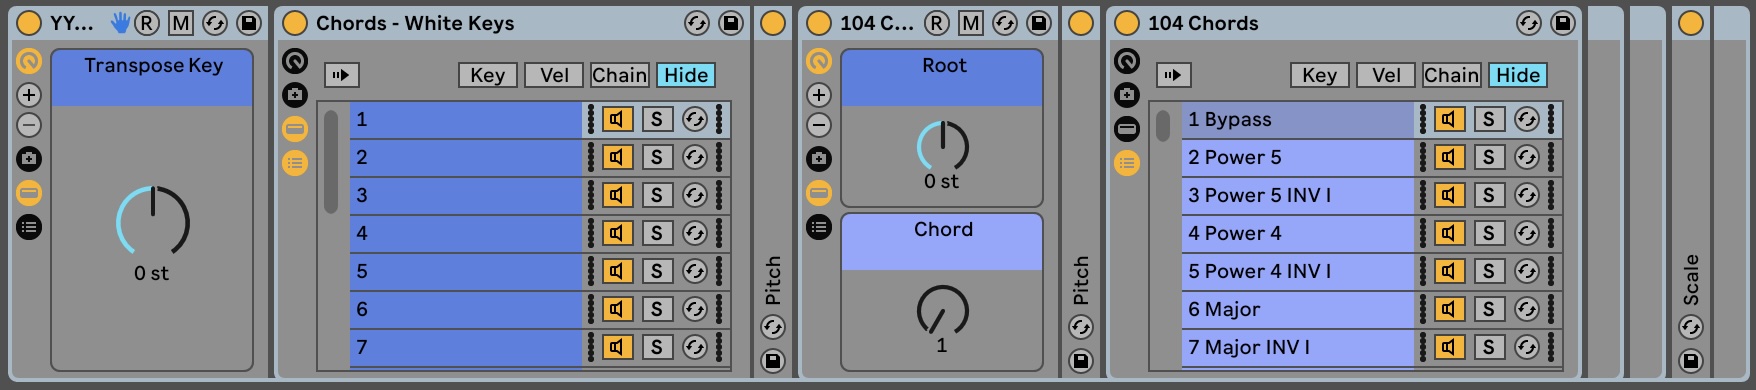 YY... R M
Transpose Key
0 st
Chords - White Keys
Key Vel Chain Hide
1 S
2 S
3 S
4 S
5 S
6 S
7 S
Pitch
104 C... R M
Root
0 st
Chord
1
Pitch
104 Chords
Key Vel Chain Hide
1 Bypass S
2 Power 5 S
3 Power 5 INV I S
4 Power 4 S
5 Power 4 INV I S
6 Major S
7 Major INV I S
Scale